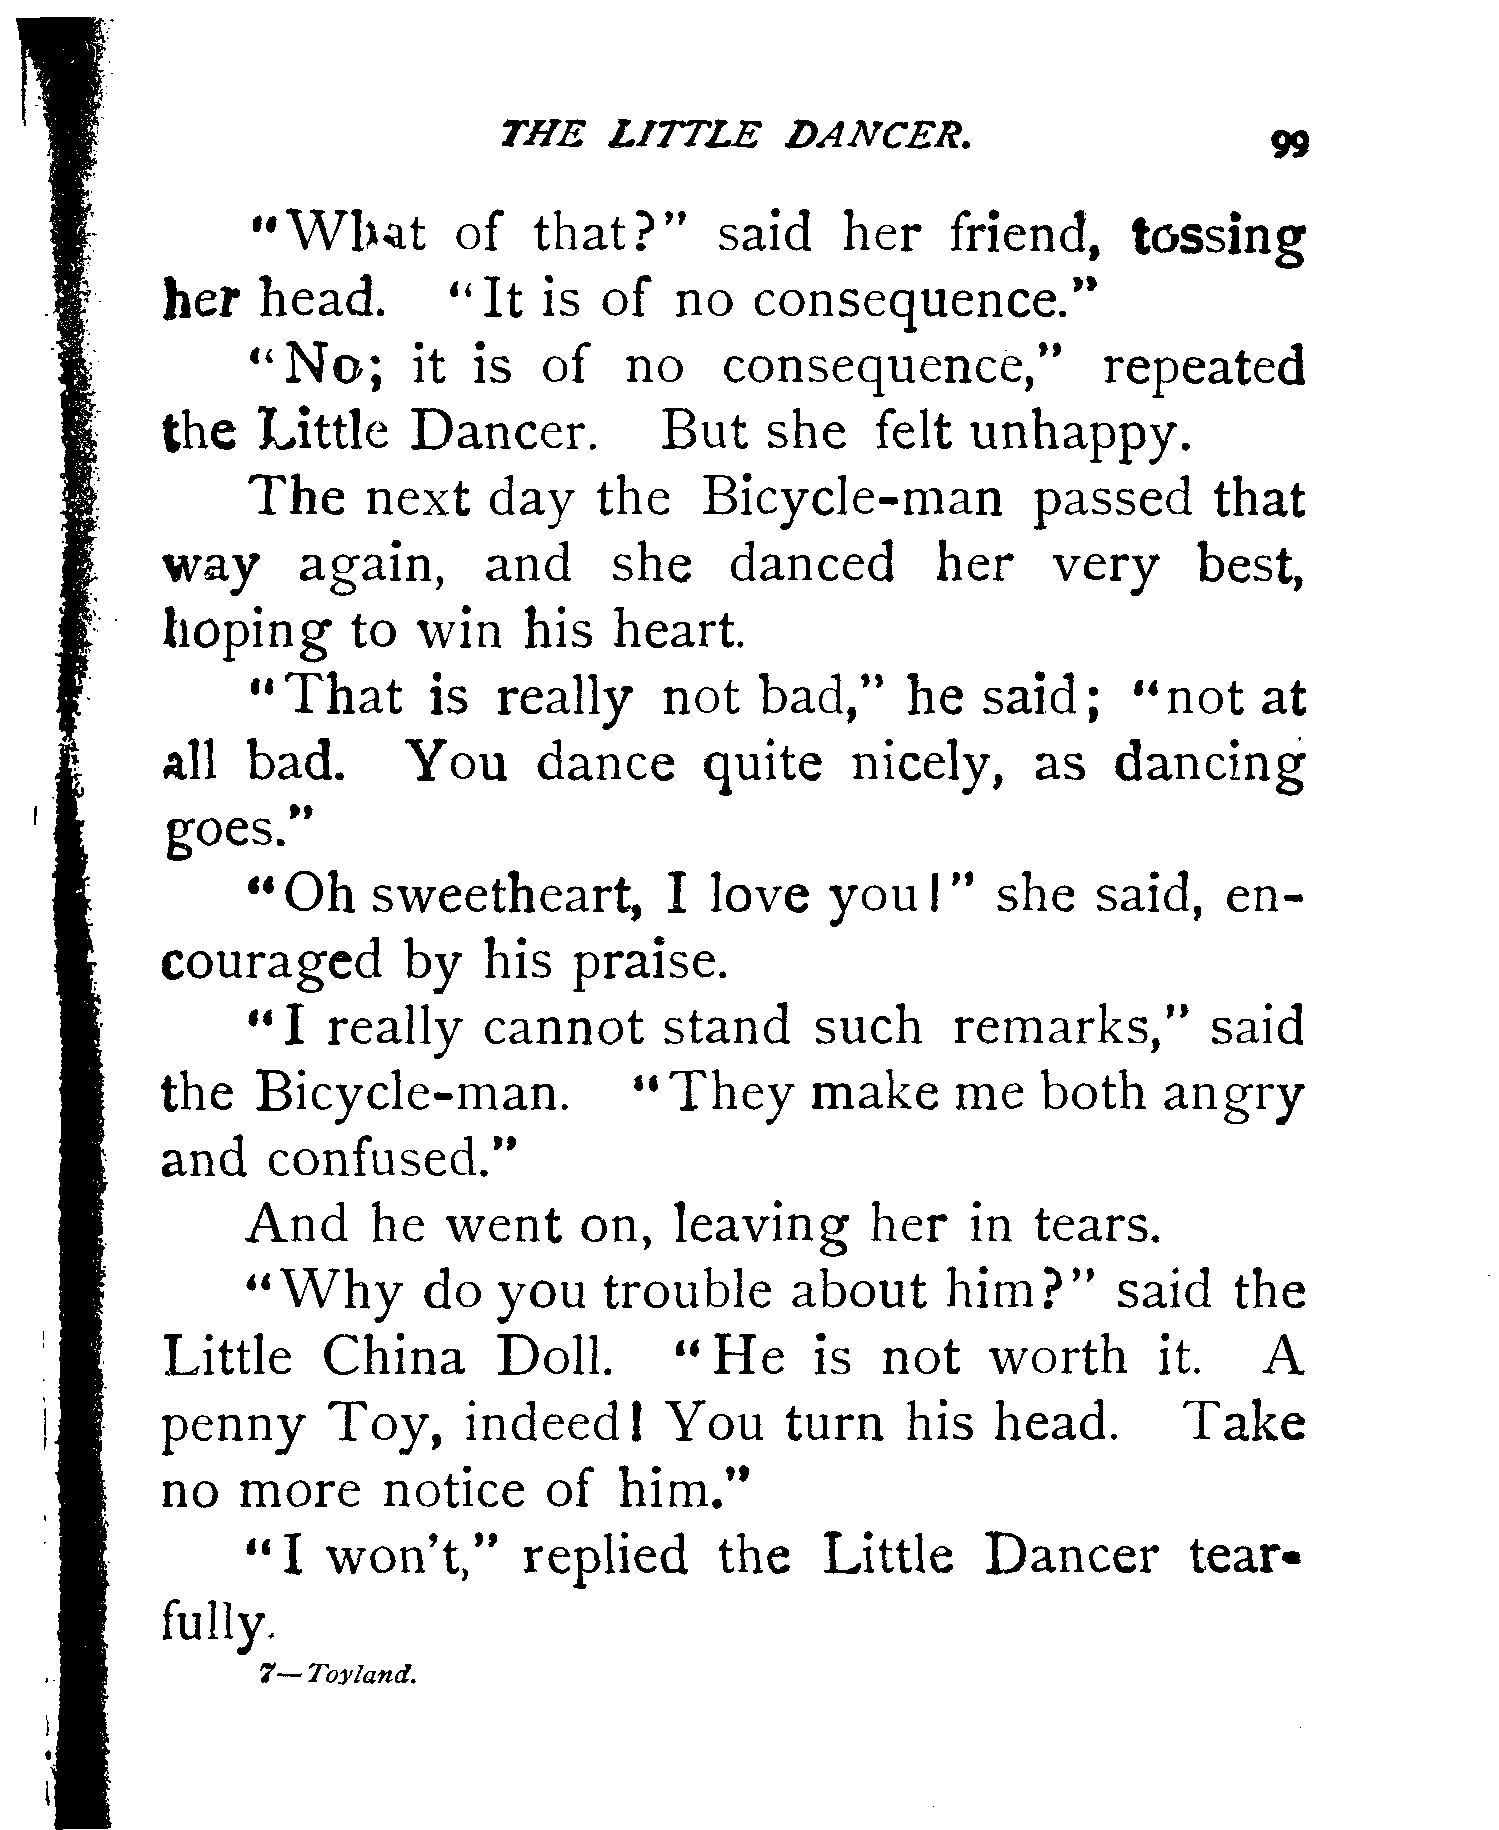 THE LITTLE DANCER. 99
"What of that?" said her friend, tossing
her head. "It is of no consequence."
"No; it is of no consequence," repeated
the Little Dancer. But she felt unhappy.
The next day the Bicycle-man passed that
way again, and she danced her very best,
hoping to win his heart.
"That is really not bad," he said; "not at
all bad. You dance quite nicely, as dancing
goes."
"Oh sweetheart, I love you!" she said, en-
couraged by his praise.
"I really cannot stand such remarks," said
the Bicycle-man. "They make me both angry
and confused."
And he went on, leaving her in tears.
"Why do you trouble about him?" said the
Little China Doll. "He is not worth it. A
penny Toy, indeed! You turn his head. Take
no more notice of him."
"I won't," replied the Little Dancer tear-
fully.
7—Toyland.